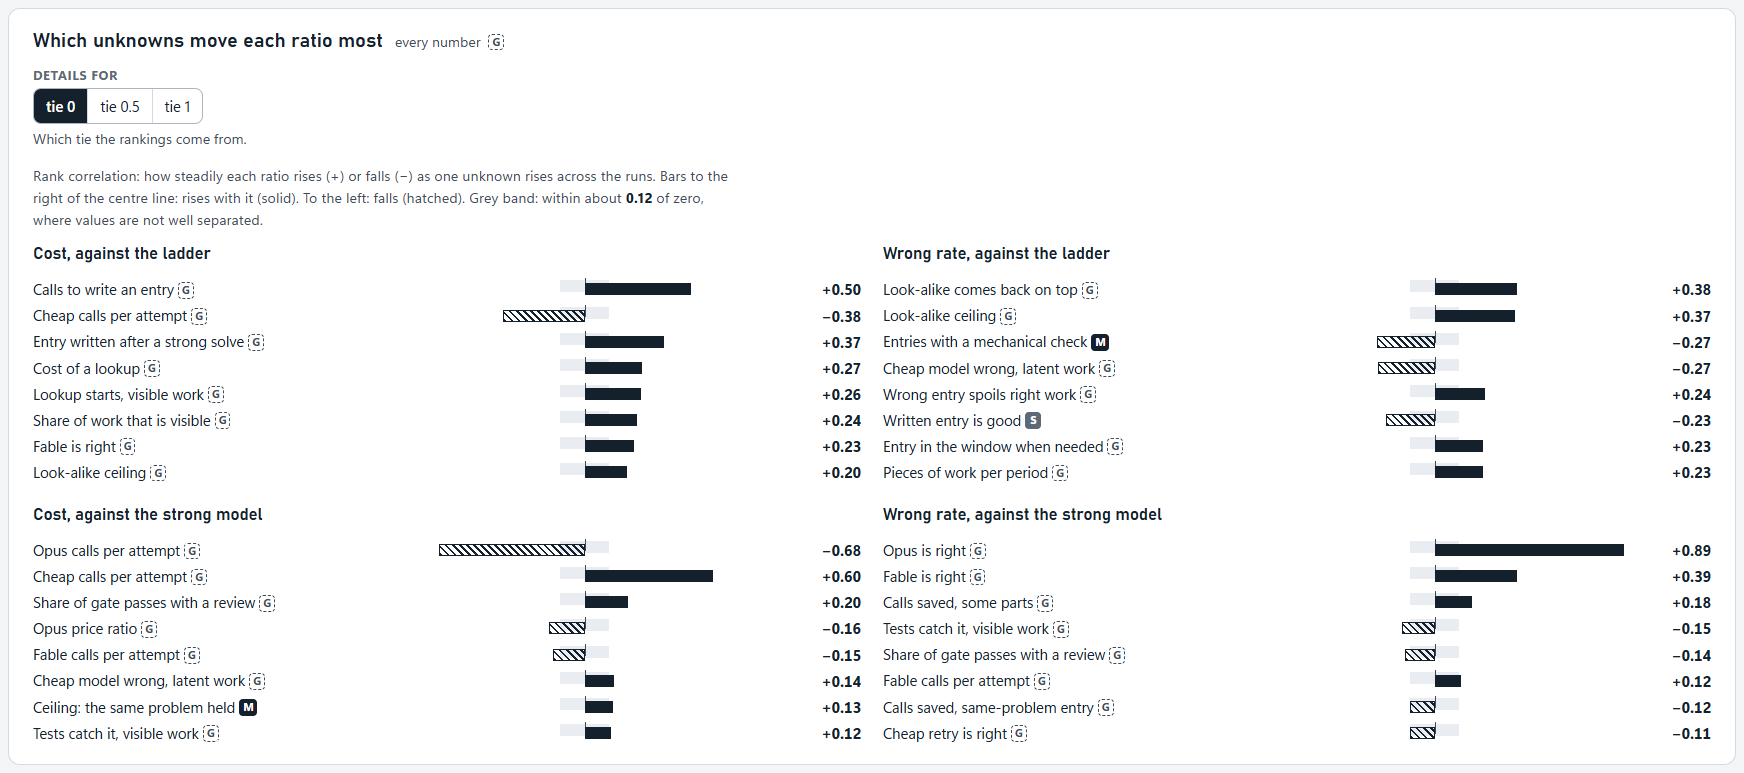 Which unknowns move each ratio most every number G
DETAILS FOR
tie 0 tie 0.5 tie 1
Which tie the rankings come from.
Rank correlation: how steadily each ratio rises (+) or falls (−) as one unknown rises across the runs. Bars to the
right of the centre line: rises with it (solid). To the left: falls (hatched). Grey band: within about 0.12 of zero,
where values are not well separated.
Cost, against the ladder
Calls to write an entry G +0.50
Cheap calls per attempt G −0.38
Entry written after a strong solve G +0.37
Cost of a lookup G +0.27
Lookup starts, visible work G +0.26
Share of work that is visible G +0.24
Fable is right G +0.23
Look-alike ceiling G +0.20
Wrong rate, against the ladder
Look-alike comes back on top G +0.38
Look-alike ceiling G +0.37
Entries with a mechanical check M −0.27
Cheap model wrong, latent work G −0.27
Wrong entry spoils right work G +0.24
Written entry is good S −0.23
Entry in the window when needed G +0.23
Pieces of work per period G +0.23
Cost, against the strong model
Opus calls per attempt G −0.68
Cheap calls per attempt G +0.60
Share of gate passes with a review G +0.20
Opus price ratio G −0.16
Fable calls per attempt G −0.15
Cheap model wrong, latent work G +0.14
Ceiling: the same problem held M +0.13
Tests catch it, visible work G +0.12
Wrong rate, against the strong model
Opus is right G +0.89
Fable is right G +0.39
Calls saved, some parts G +0.18
Tests catch it, visible work G −0.15
Share of gate passes with a review G −0.14
Fable calls per attempt G +0.12
Calls saved, same-problem entry G −0.12
Cheap retry is right G −0.11